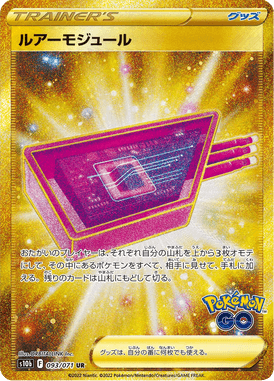 TRAINER'S
グッズ
ルアーモジュール
おたがいのプレイヤーは、それぞれ自分の山札を上から3枚オモテ
にして、その中にあるポケモンをすべて、相手に見せて、手札に加
える。残りのカードは山札にもどして切る。
Pokémon
GO
s10b F 093/071 UR
グッズは、自分の番に何枚でも使える。
©2022 Pokémon/Nintendo/Creatures/GAME FREAK.